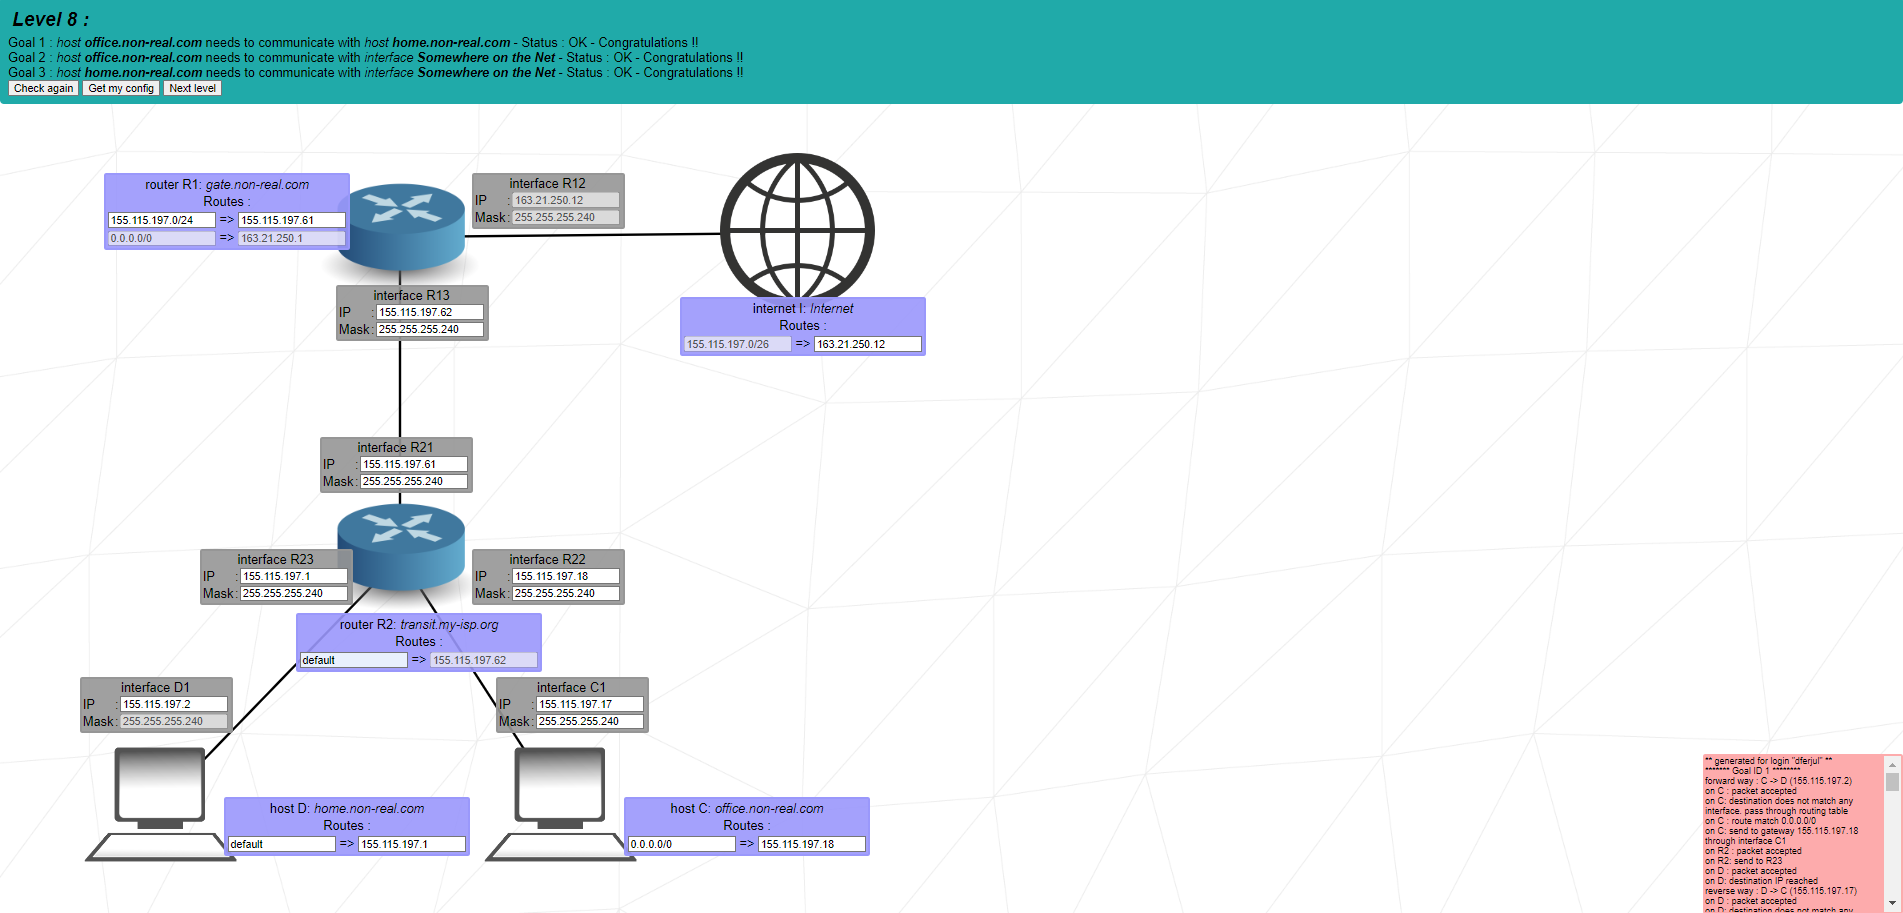 Level 8 :
Goal 1 : host office.non-real.com needs to communicate with host home.non-real.com - Status : OK - Congratulations !!
Goal 2 : host office.non-real.com needs to communicate with interface Somewhere on the Net - Status : OK - Congratulations !!
Goal 3 : host home.non-real.com needs to communicate with interface Somewhere on the Net - Status : OK - Congratulations !!
Check again Get my config Next level
router R1: gate.non-real.com
Routes :
155.115.197.0/24 => 155.115.197.61
0.0.0.0/0 => 163.21.250.1
interface R12
IP : 163.21.250.12
Mask: 255.255.255.240
interface R13
IP : 155.115.197.62
Mask: 255.255.255.240
internet I: Internet
Routes :
155.115.197.0/26 => 163.21.250.12
interface R21
IP : 155.115.197.61
Mask: 255.255.255.240
interface R23
IP : 155.115.197.1
Mask: 255.255.255.240
interface R22
IP : 155.115.197.18
Mask: 255.255.255.240
router R2: transit.my-isp.org
Routes :
default => 155.115.197.62
interface D1
IP : 155.115.197.2
Mask: 255.255.255.240
interface C1
IP : 155.115.197.17
Mask: 255.255.255.240
host D: home.non-real.com
Routes :
default => 155.115.197.1
host C: office.non-real.com
Routes :
0.0.0.0/0 => 155.115.197.18
** generated for login "dferjul" **
******* Goal ID 1 ********
forward way : C -> D (155.115.197.2)
on C : packet accepted
on C: destination does not match any
interface. pass through routing table
on C : route match 0.0.0.0/0
on C: send to gateway 155.115.197.18
through interface C1
on R2 : packet accepted
on R2: send to R23
on D : packet accepted
on D: destination IP reached
reverse way : D -> C (155.115.197.17)
on D : packet accepted
on D: destination does not match any